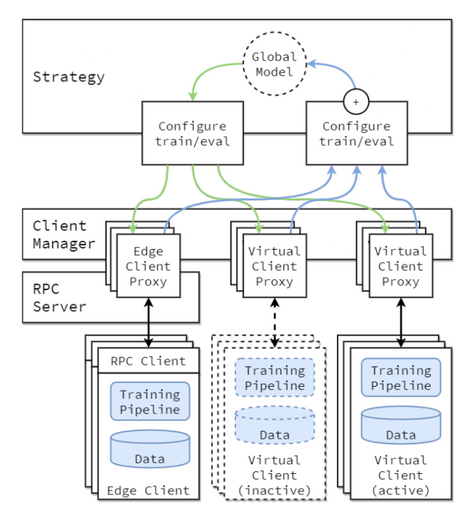 Strategy
Global
Model
+
Configure
train/eval
Configure
train/eval
Client
Manager
Edge
Client
Proxy
Virtual
Client
Proxy
Virtual
Client
Proxy
RPC
Server
RPC Client
Training
Pipeline
Data
Edge Client
Training
Pipeline
Data
Virtual
Client
(inactive)
Training
Pipeline
Data
Virtual
Client
(active)